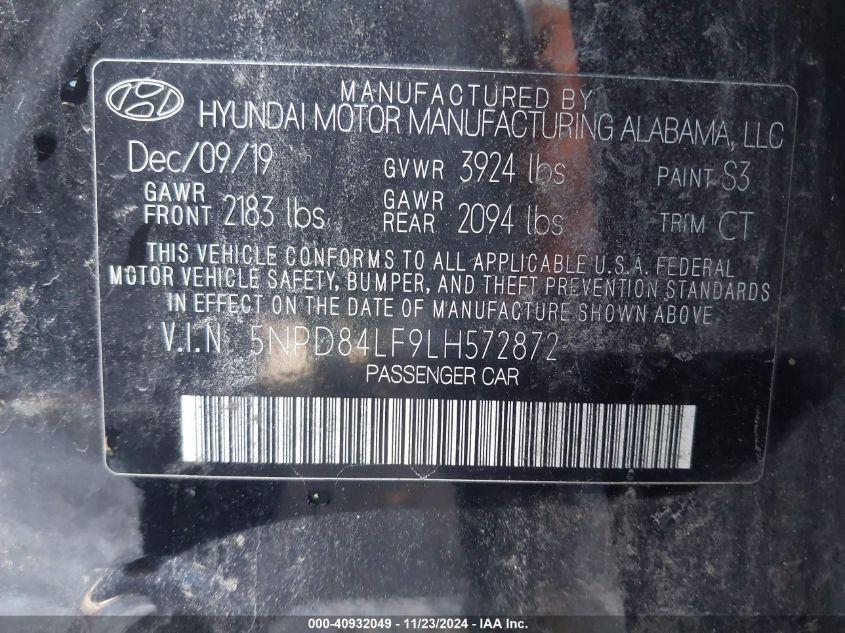 MANUFACTURED BY
HYUNDAI MOTOR MANUFACTURING ALABAMA, LLC
Dec/09/19 GVWR 3924 lbs PAINT S3
GAWR FRONT 2183 lbs GAWR REAR 2094 lbs TRIM CT
THIS VEHICLE CONFORMS TO ALL APPLICABLE U.S.A. FEDERAL
MOTOR VEHICLE SAFETY, BUMPER, AND THEFT PREVENTION STANDARDS
IN EFFECT ON THE DATE OF MANUFACTURE SHOWN ABOVE.
V.I.N 5NPD84LF9LH572872
PASSENGER CAR
000-40932049 - 11/23/2024 - IAA Inc.